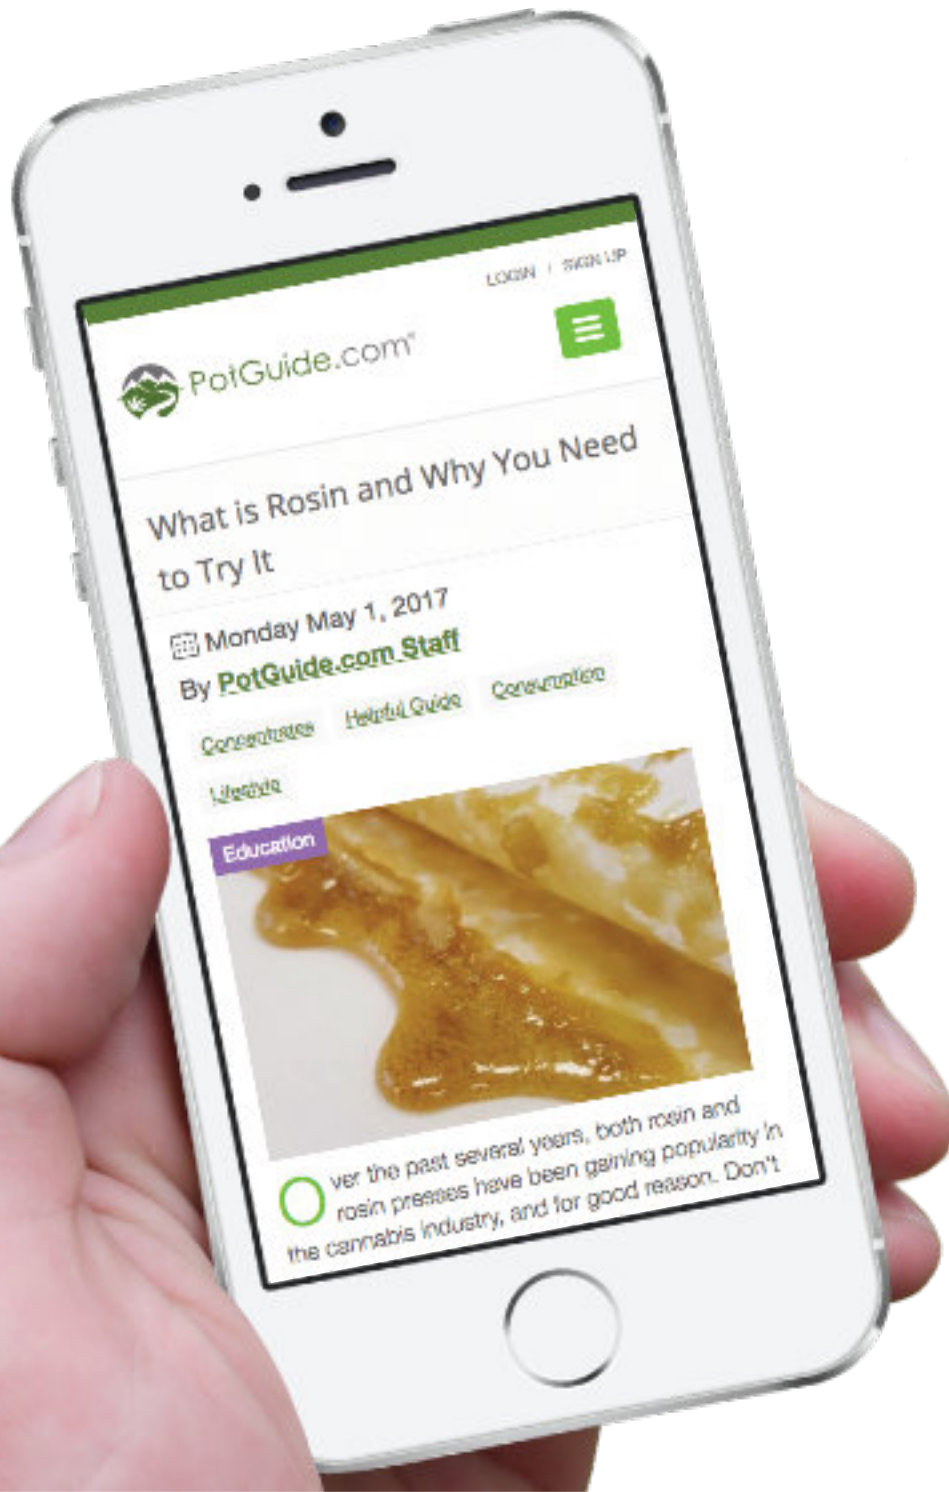 LOGIN / SIGN UP
PotGuide.com®
What is Rosin and Why You Need
to Try It
Monday May 1, 2017
By PotGuide.com Staff
Concentrates Helpful Guide Consumption
Lifestyle
Education
Over the past several years, both rosin and
rosin presses have been gaining popularity in
the cannabis industry, and for good reason. Don't